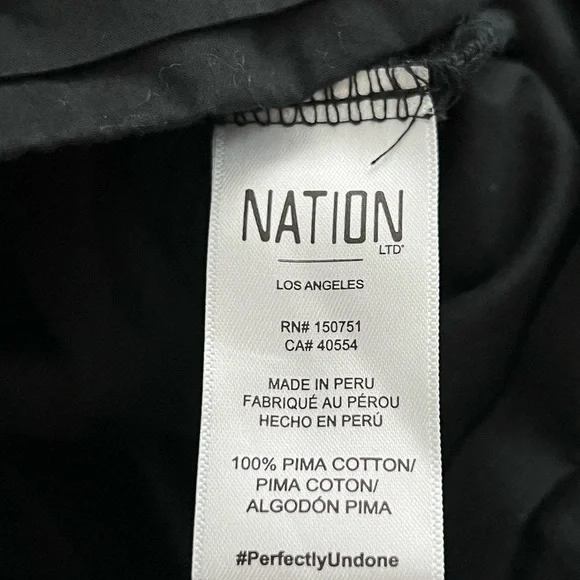 NATION
LTD®
LOS ANGELES
RN# 150751
CA# 40554
MADE IN PERU
FABRIQUÉ AU PÉROU
HECHO EN PERÚ
100% PIMA COTTON/
PIMA COTON/
ALGODÓN PIMA
#PerfectlyUndone